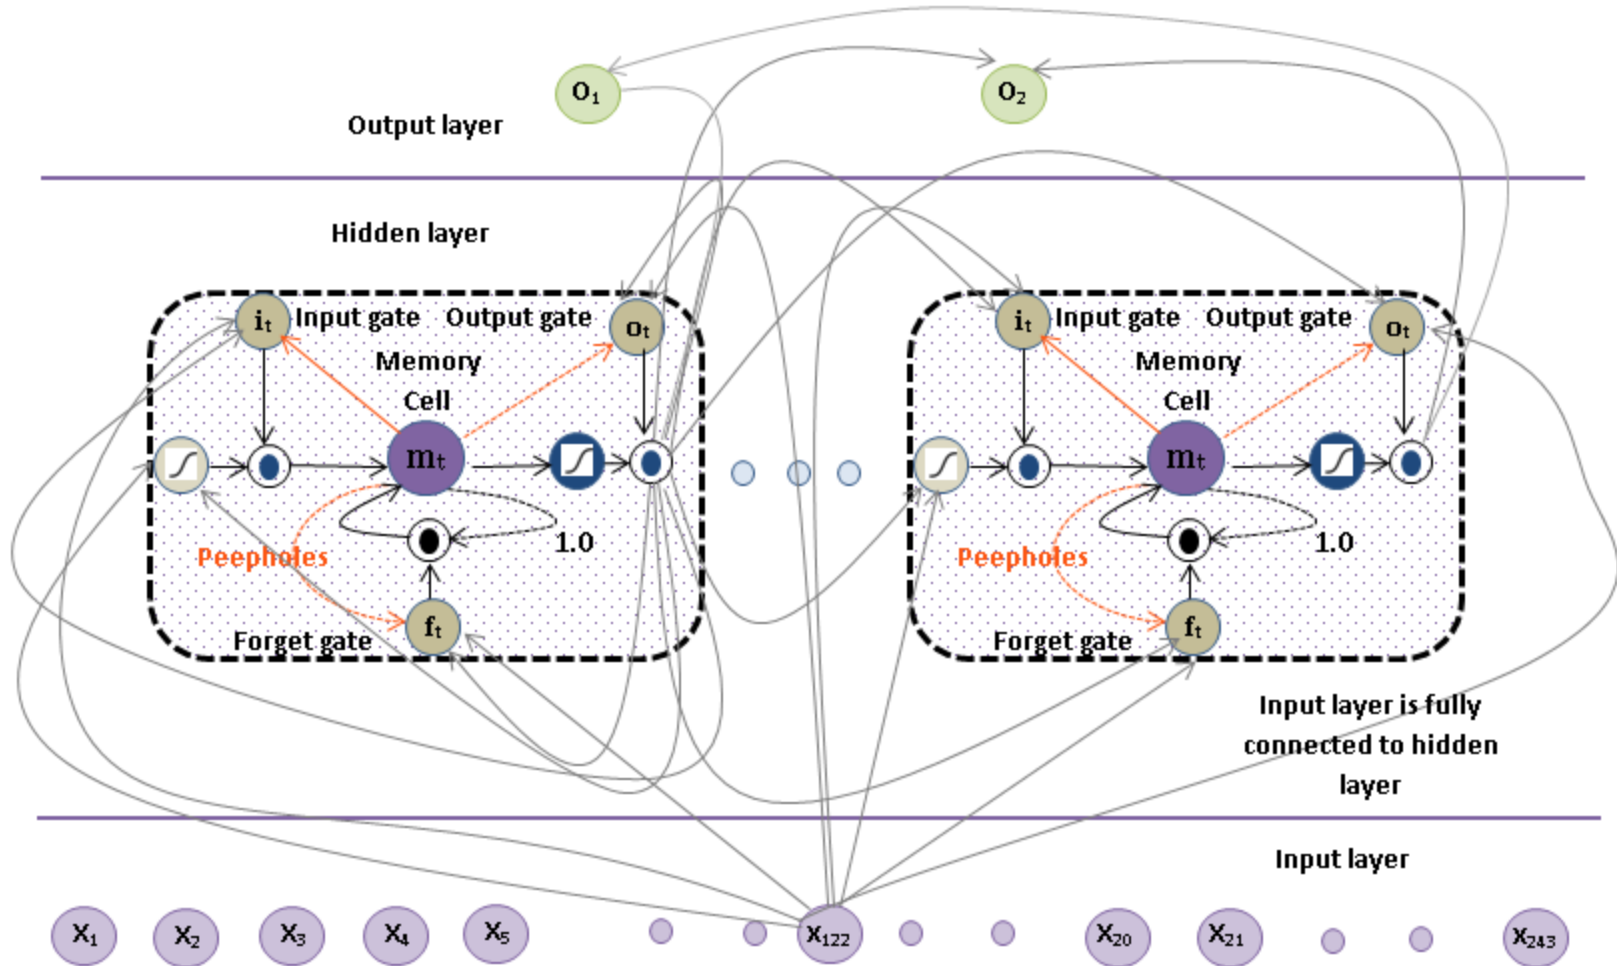 O1
O2
Output layer
Hidden layer
it Input gate Output gate ot
Memory
Cell
mt
1.0
Peepholes
ft
Forget gate
it Input gate Output gate ot
Memory
Cell
mt
1.0
Peepholes
ft
Forget gate
Input layer is fully
connected to hidden
layer
Input layer
X1 X2 X3 X4 X5 X122 X20 X21 X243